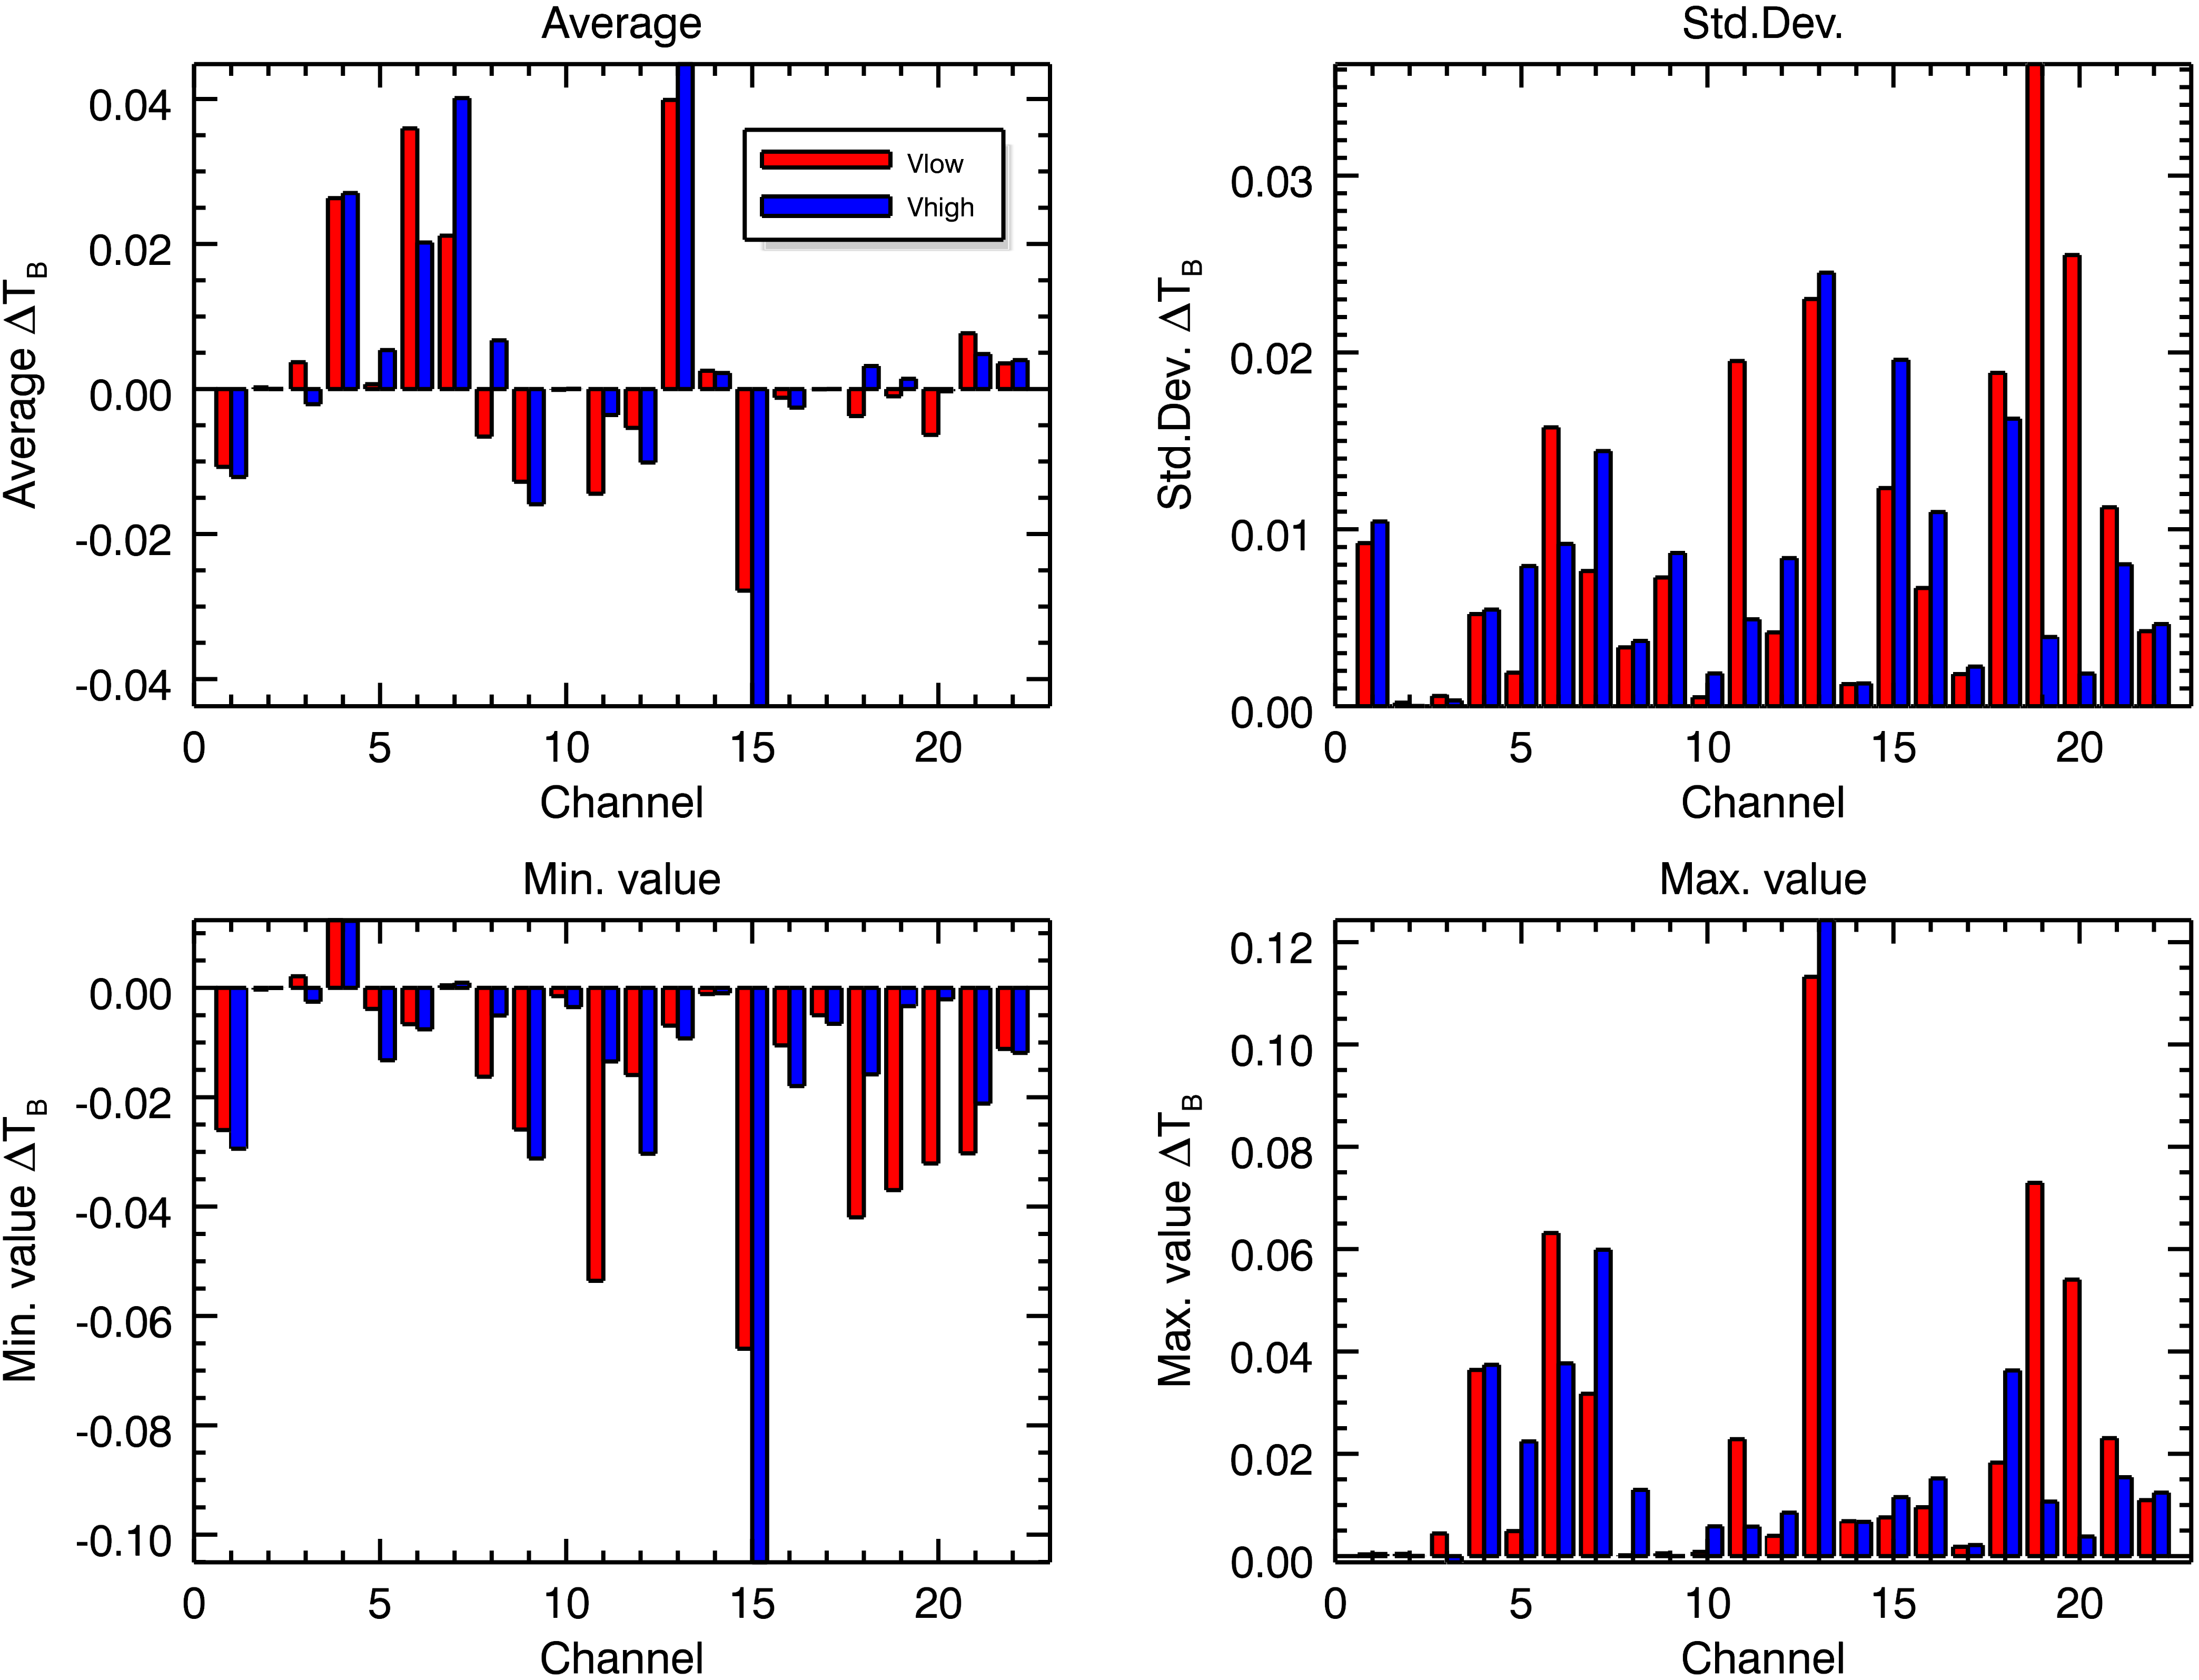 Average
Average ΔTB
0.04
0.02
0.00
-0.02
-0.04
Vlow
Vhigh
0 5 10 15 20
Channel
Std.Dev.
Std.Dev. ΔTB
0.03
0.02
0.01
0.00
0 5 10 15 20
Channel
Min. value
Min. value ΔTB
0.00
-0.02
-0.04
-0.06
-0.08
-0.10
0 5 10 15 20
Channel
Max. value
Max. value ΔTB
0.12
0.10
0.08
0.06
0.04
0.02
0.00
0 5 10 15 20
Channel